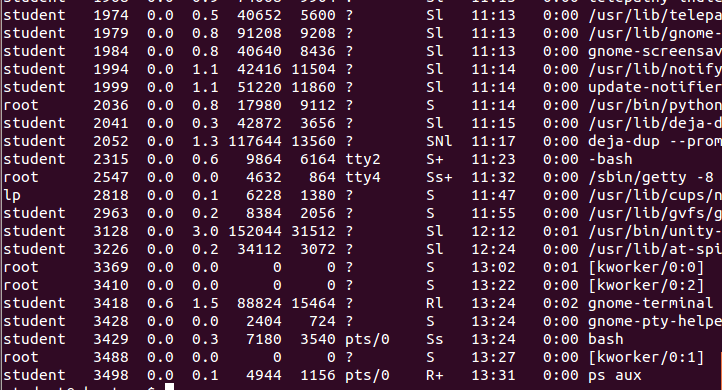 student 1974 0.0 0.5 40652 5600 ? Sl 11:13 0:00 /usr/lib/telepa
student 1979 0.0 0.8 91208 9208 ? Sl 11:13 0:00 /usr/lib/gnome-
student 1984 0.0 0.8 40640 8436 ? Sl 11:13 0:00 gnome-screensav
student 1994 0.0 1.1 42416 11504 ? Sl 11:14 0:00 /usr/lib/notify
student 1999 0.0 1.1 51220 11860 ? Sl 11:14 0:00 update-notifier
root 2036 0.0 0.8 17980 9112 ? S 11:14 0:00 /usr/bin/python
student 2041 0.0 0.3 42872 3656 ? Sl 11:15 0:00 /usr/lib/deja-d
student 2052 0.0 1.3 117644 13560 ? SNl 11:17 0:00 deja-dup --prom
student 2315 0.0 0.6 9864 6164 tty2 S+ 11:23 0:00 -bash
root 2547 0.0 0.0 4632 864 tty4 Ss+ 11:32 0:00 /sbin/getty -8
lp 2818 0.0 0.1 6228 1380 ? S 11:47 0:00 /usr/lib/cups/n
student 2963 0.0 0.2 8384 2056 ? S 11:55 0:00 /usr/lib/gvfs/g
student 3128 0.0 3.0 152044 31512 ? Sl 12:12 0:01 /usr/bin/unity-
student 3226 0.0 0.2 34112 3072 ? Sl 12:24 0:00 /usr/lib/at-spi
root 3369 0.0 0.0 0 0 ? S 13:02 0:01 [kworker/0:0]
root 3410 0.0 0.0 0 0 ? S 13:22 0:00 [kworker/0:2]
student 3418 0.6 1.5 88824 15464 ? Rl 13:24 0:02 gnome-terminal
student 3428 0.0 0.0 2404 724 ? S 13:24 0:00 gnome-pty-helpe
student 3429 0.0 0.3 7180 3540 pts/0 Ss 13:24 0:00 bash
root 3488 0.0 0.0 0 0 ? S 13:27 0:00 [kworker/0:1]
student 3498 0.0 0.1 4944 1156 pts/0 R+ 13:31 0:00 ps aux